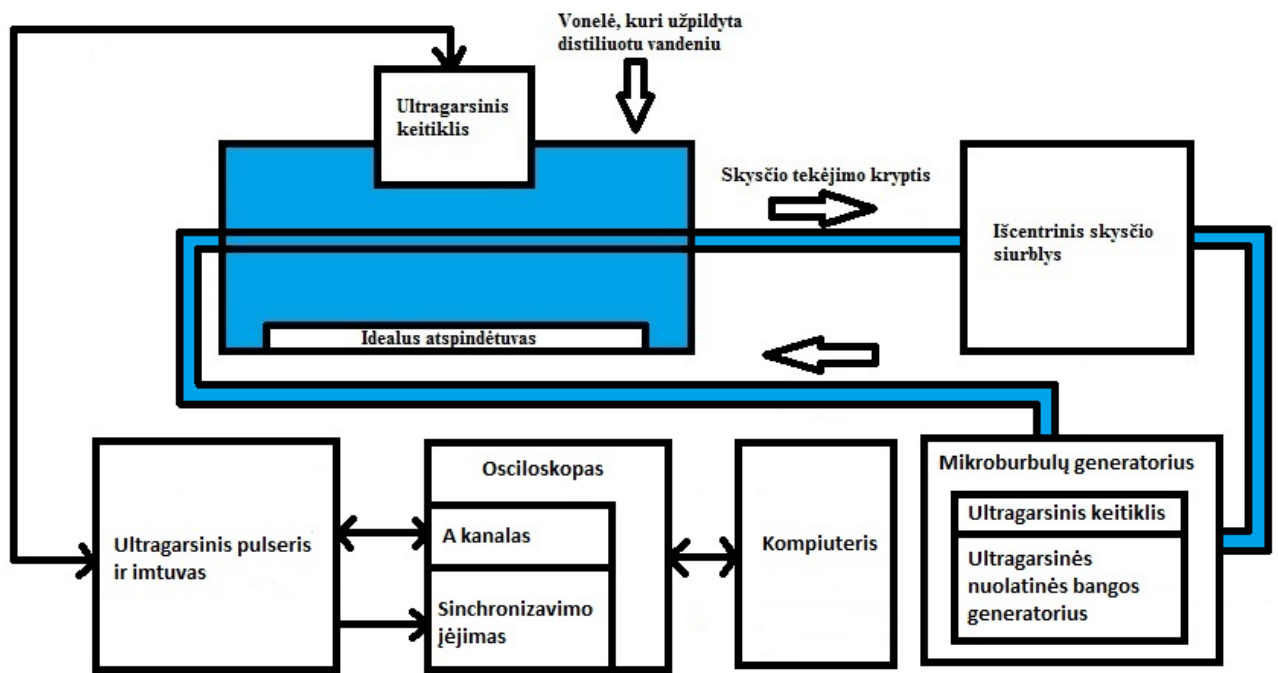 Vonelė, kuri užpildyta
distiliuotu vandeniu
Ultragarsinis
keitiklis
Skysčio tekėjimo kryptis
Išcentrinis skysčio
siurblys
Idealus atspindėtuvas
Ultragarsinis pulseris
ir imtuvas
Osciloskopas
A kanalas
Sinchronizavimo
įėjimas
Kompiuteris
Mikroburbulų generatorius
Ultragarsinis keitiklis
Ultragarsinės
nuolatinės bangos
generatorius